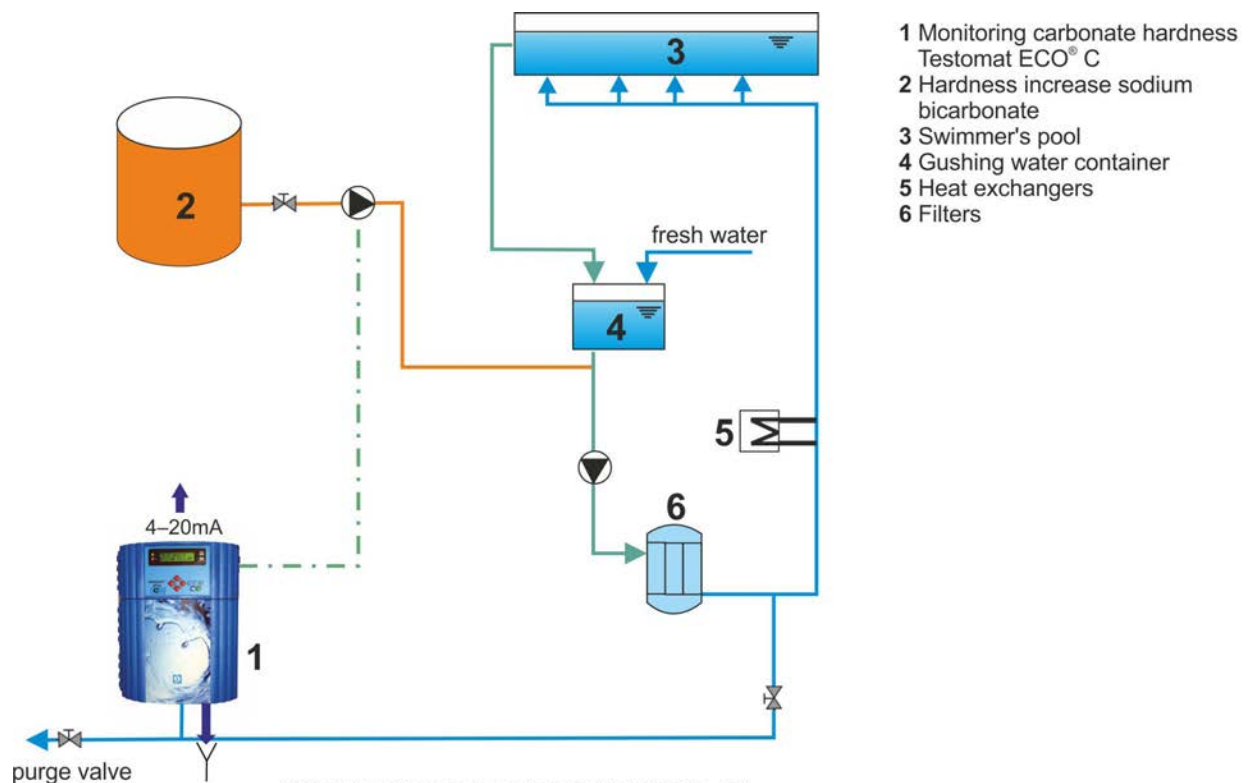 1 Monitoring carbonate hardness
Testomat ECO® C
2 Hardness increase sodium
bicarbonate
3 Swimmer's pool
4 Gushing water container
5 Heat exchangers
6 Filters
3
2
fresh water
4
5
6
4–20mA
1
purge valve